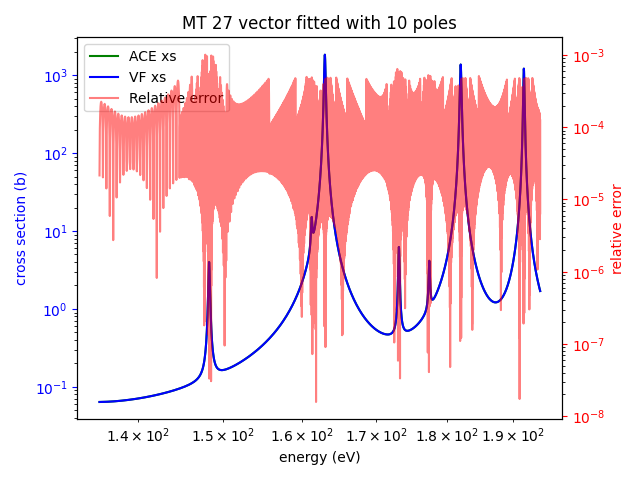 MT 27 vector fitted with 10 poles
ACE xs
VF xs
Relative error
cross section (b)
10³
10²
10¹
10⁰
10⁻¹
10⁻³
10⁻⁴
10⁻⁵
10⁻⁶
10⁻⁷
10⁻⁸
relative error
1.4 × 10² 1.5 × 10² 1.6 × 10² 1.7 × 10² 1.8 × 10² 1.9 × 10²
energy (eV)